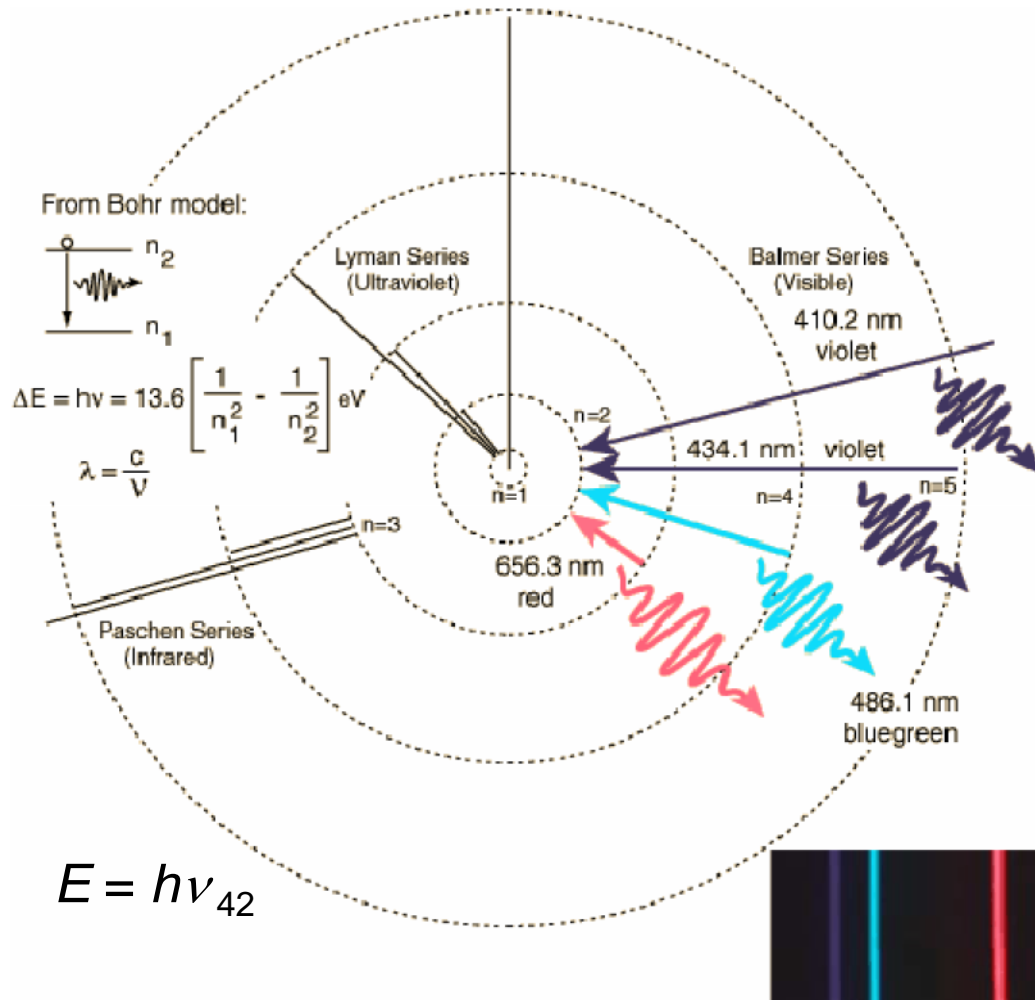 From Bohr model:
n₂
n₁
ΔE = hν = 13.6 [ 1/n₁² - 1/n₂² ] eV
λ = c/ν
Lyman Series
(Ultraviolet)
Balmer Series
(Visible)
410.2 nm
violet
n=2
434.1 nm violet
n=1
n=4
n=5
n=3
656.3 nm
red
Paschen Series
(Infrared)
486.1 nm
bluegreen
E = hν₄₂